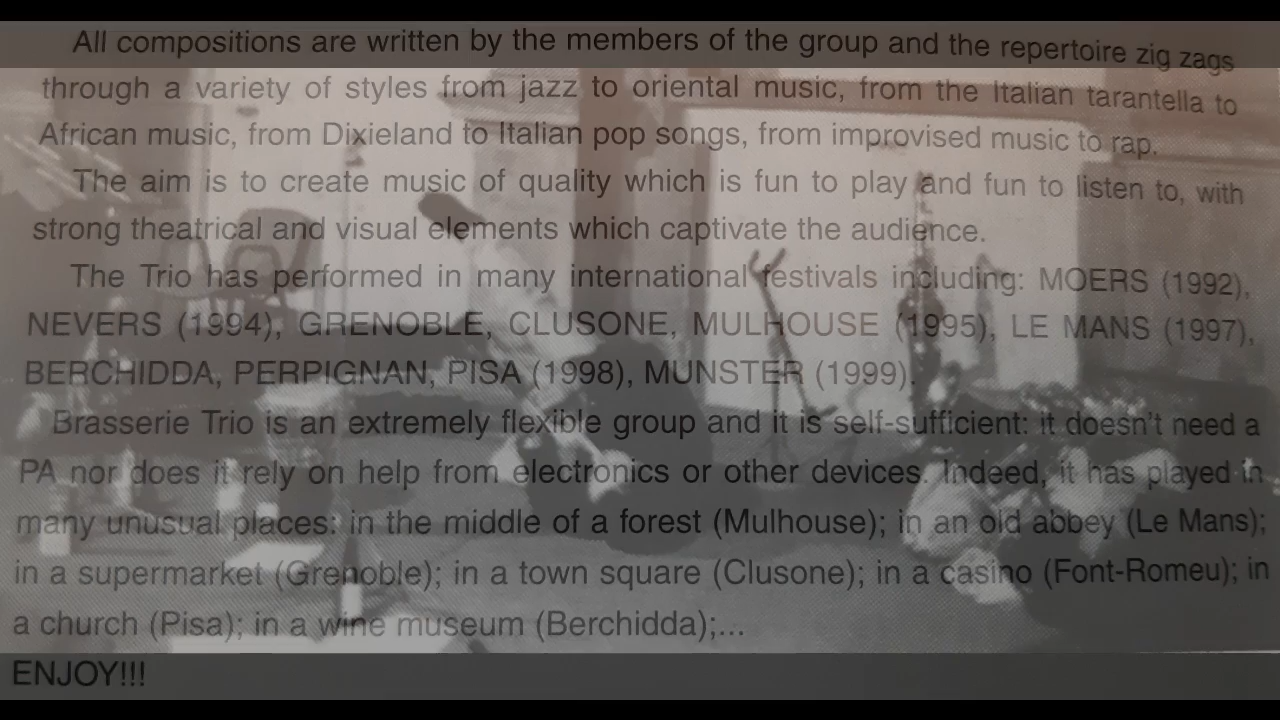 All compositions are written by the members of the group and the repertoire zig zags
through a variety of styles from jazz to oriental music, from the Italian tarantella to
African music, from Dixieland to Italian pop songs, from improvised music to rap.
The aim is to create music of quality which is fun to play and fun to listen to, with
strong theatrical and visual elements which captivate the audience.
The Trio has performed in many international festivals including: MOERS (1992),
NEVERS (1994), GRENOBLE, CLUSONE, MULHOUSE (1995), LE MANS (1997),
BERCHIDDA, PERPIGNAN, PISA (1998), MUNSTER (1999).
Brasserie Trio is an extremely flexible group and it is self-sufficient: it doesn't need a
PA nor does it rely on help from electronics or other devices. Indeed, it has played in
many unusual places: in the middle of a forest (Mulhouse); in an old abbey (Le Mans);
in a supermarket (Grenoble); in a town square (Clusone); in a casino (Font-Romeu); in
a church (Pisa); in a wine museum (Berchidda);...
ENJOY!!!